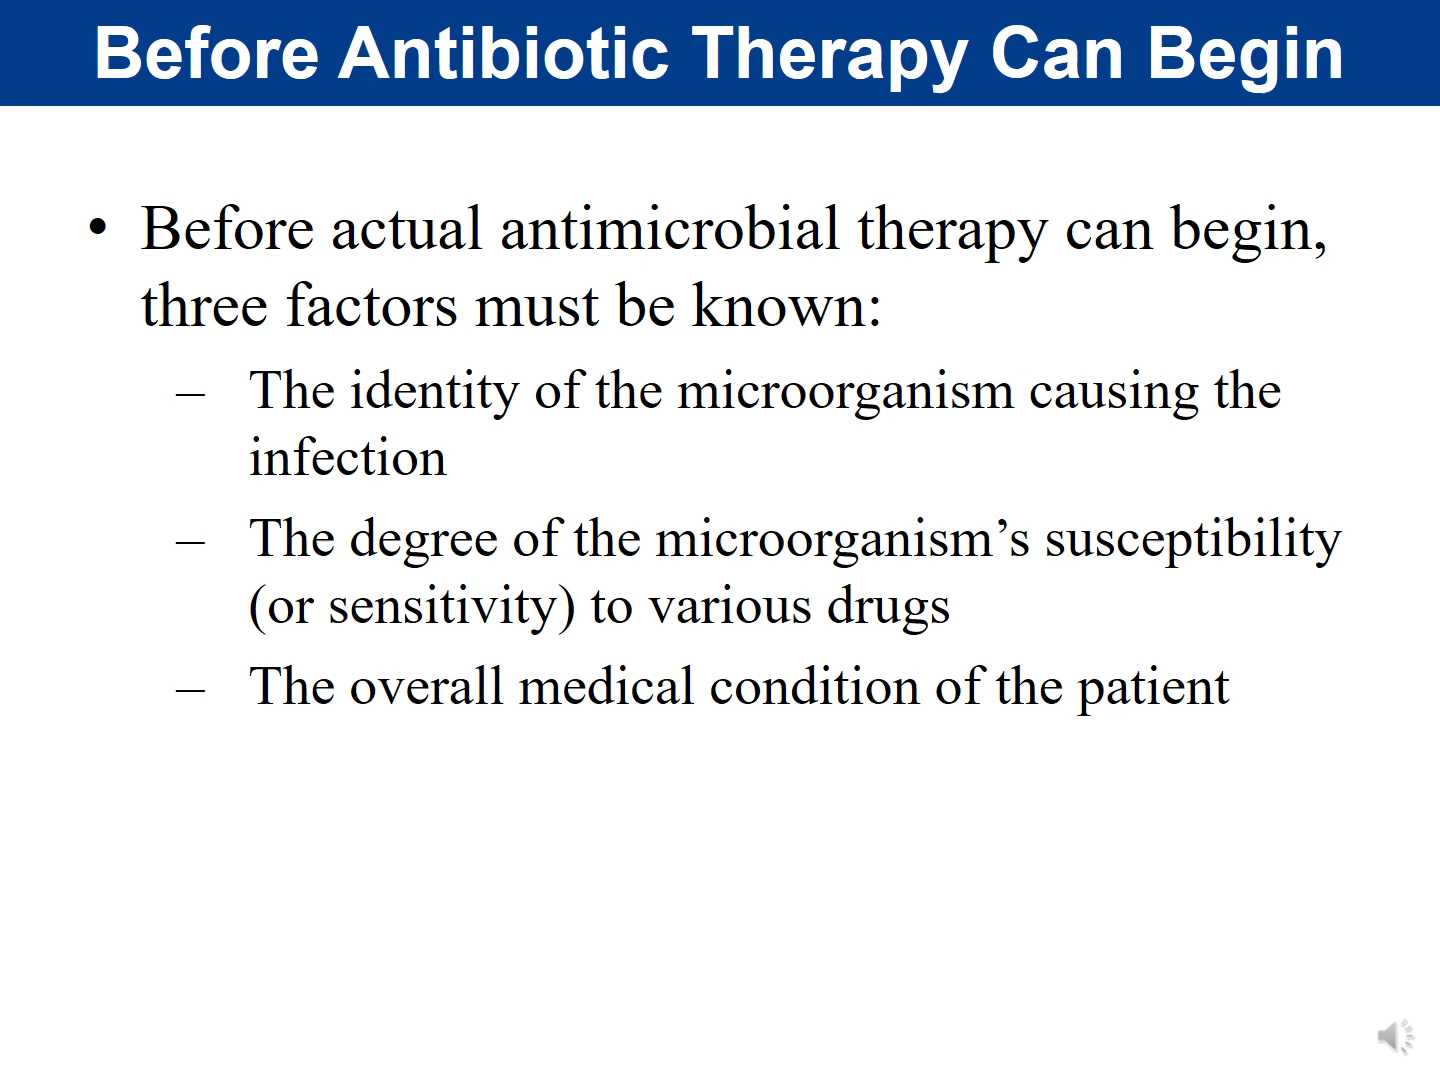 Before Antibiotic Therapy Can Begin
• Before actual antimicrobial therapy can begin,
three factors must be known:
– The identity of the microorganism causing the
infection
– The degree of the microorganism’s susceptibility
(or sensitivity) to various drugs
– The overall medical condition of the patient